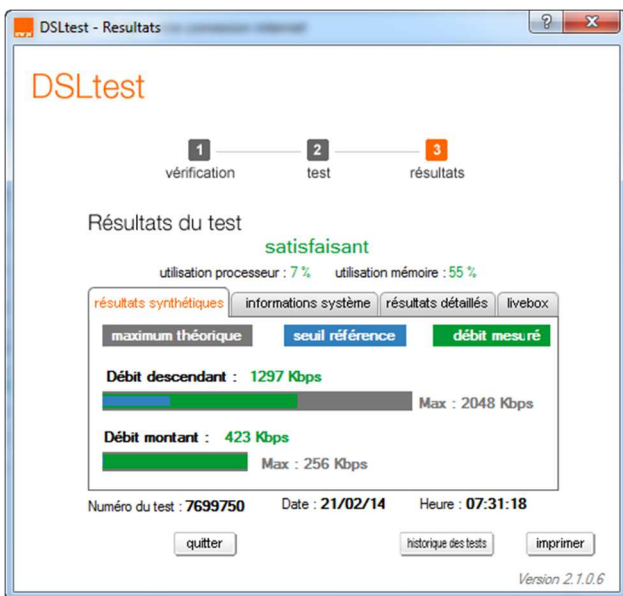 DSLtest - Resultats
DSLtest
1 2 3
vérification test résultats
Résultats du test
satisfaisant
utilisation processeur : 7 % utilisation mémoire : 55 %
résultats synthétiques informations système résultats détaillés livebox
maximum théorique seuil référence débit mesuré
Débit descendant : 1297 Kbps
Max : 2048 Kbps
Débit montant : 423 Kbps
Max : 256 Kbps
Numéro du test : 7699750 Date : 21/02/14 Heure : 07:31:18
quitter historique des tests imprimer
Version 2.1.0.6